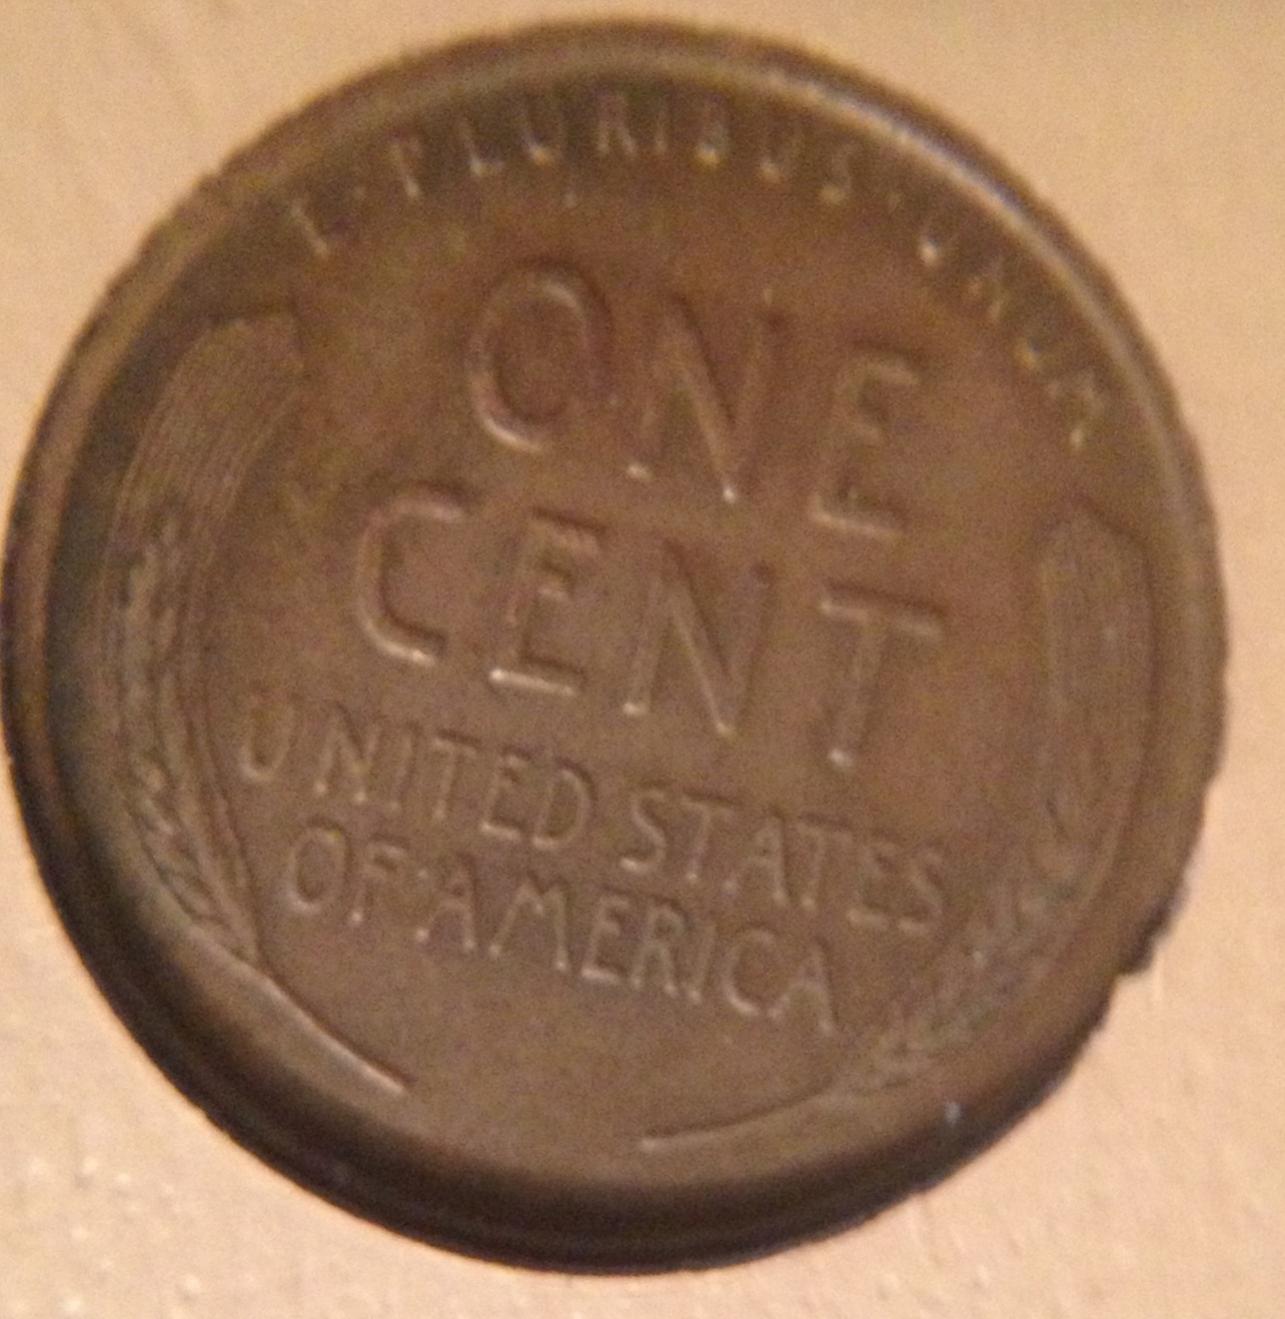 E·PLURIBUS·UNUM
ONE
CENT
UNITED STATES
OF·AMERICA